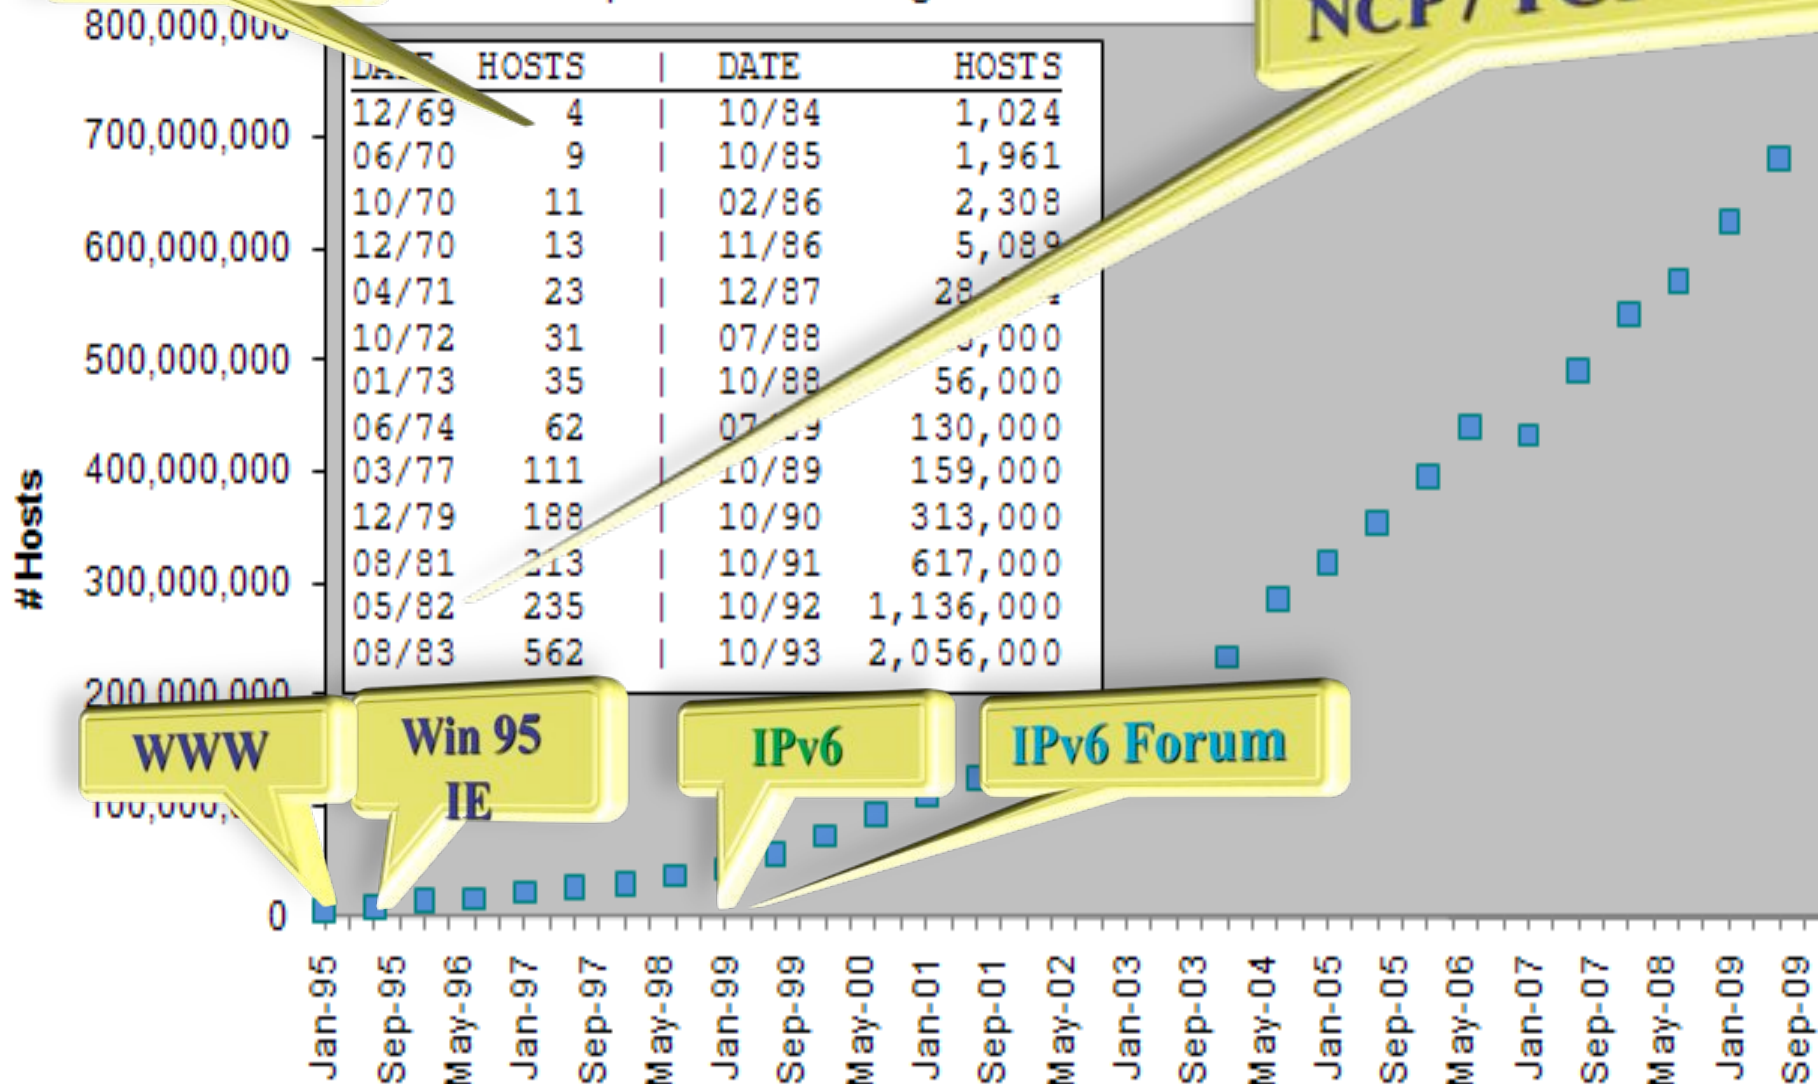 800,000,000
NCP /
DATE HOSTS | DATE HOSTS
12/69 4 | 10/84 1,024
700,000,000
06/70 9 | 10/85 1,961
10/70 11 | 02/86 2,308
600,000,000
12/70 13 | 11/86 5,089
04/71 23 | 12/87
10/72 31 | 07/88
500,000,000
01/73 35 | 10/88 56,000
06/74 62 | 07/89 130,000
400,000,000
03/77 111 | 10/89 159,000
12/79 188 | 10/90 313,000
08/81 213 | 10/91 617,000
300,000,000
05/82 235 | 10/92 1,136,000
08/83 562 | 10/93 2,056,000
200,000,000
100,000,000
0
# Hosts
WWW
Win 95
IE
IPv6
IPv6 Forum
Jan-95
Sep-95
May-96
Jan-97
Sep-97
May-98
Jan-99
Sep-99
May-00
Jan-01
Sep-01
May-02
Jan-03
Sep-03
May-04
Jan-05
Sep-05
May-06
Jan-07
Sep-07
May-08
Jan-09
Sep-09